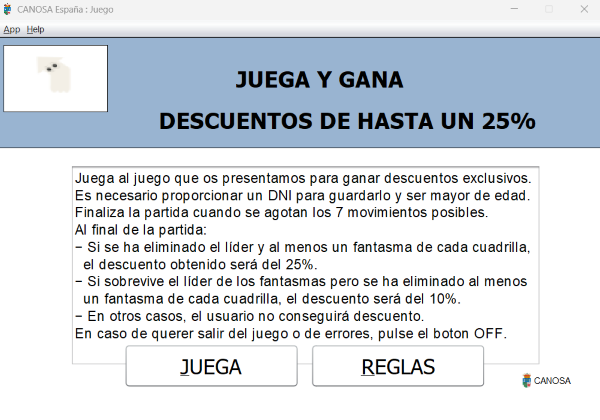 CANOSA España : Juego
App Help
JUEGA Y GANA
DESCUENTOS DE HASTA UN 25%
Juega al juego que os presentamos para ganar descuentos exclusivos.
Es necesario proporcionar un DNI para guardarlo y ser mayor de edad.
Finaliza la partida cuando se agotan los 7 movimientos posibles.
Al final de la partida:
− Si se ha eliminado el líder y al menos un fantasma de cada cuadrilla,
el descuento obtenido será del 25%.
− Si sobrevive el líder de los fantasmas pero se ha eliminado al menos
un fantasma de cada cuadrilla, el descuento será del 10%.
− En otros casos, el usuario no conseguirá descuento.
En caso de querer salir del juego o de errores, pulse el boton OFF.
JUEGA REGLAS
CANOSA